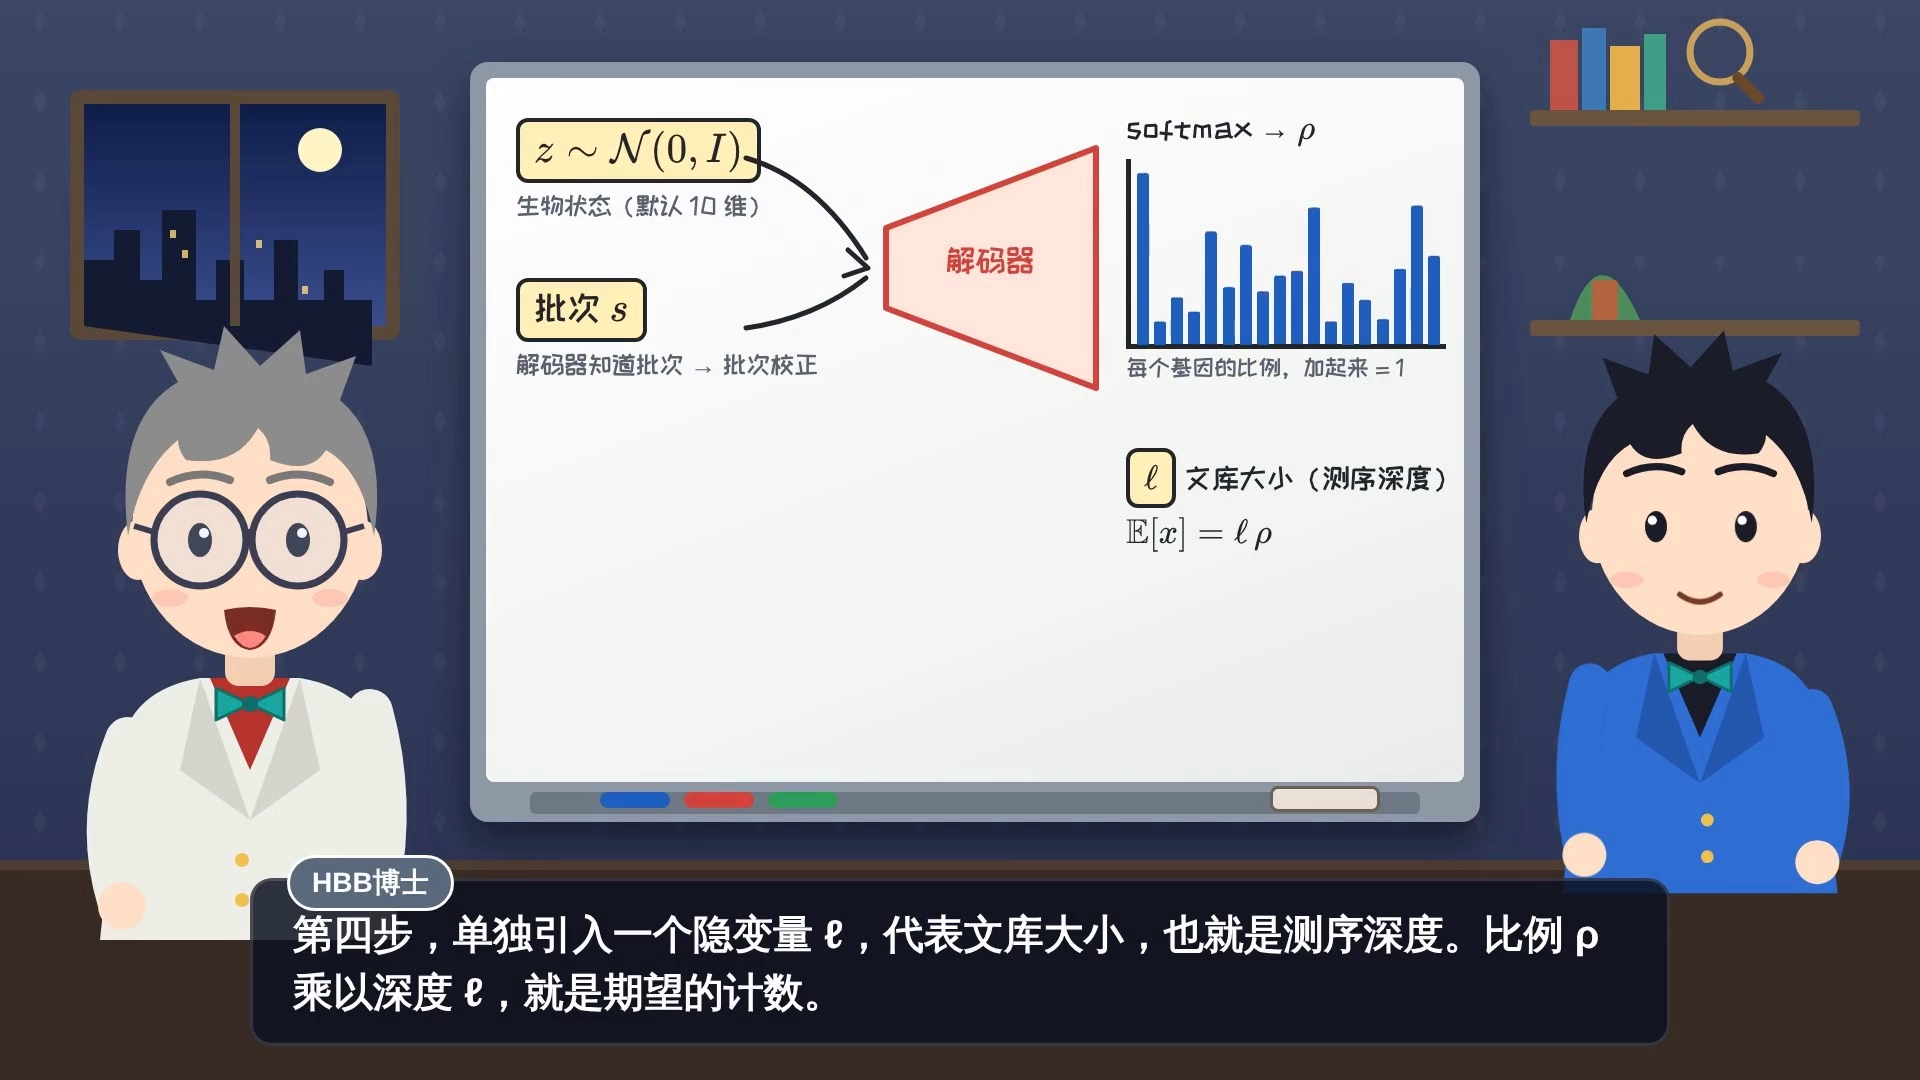 z ∼ 𝒩(0, I)
生物状态（默认 10 维）
批次 s
解码器知道批次 → 批次校正
解码器
softmax → ρ
每个基因的比例，加起来 = 1
ℓ 文库大小（测序深度）
𝔼[x] = ℓ ρ
HBB博士
第四步，单独引入一个隐变量 ℓ，代表文库大小，也就是测序深度。比例 ρ
乘以深度 ℓ，就是期望的计数。